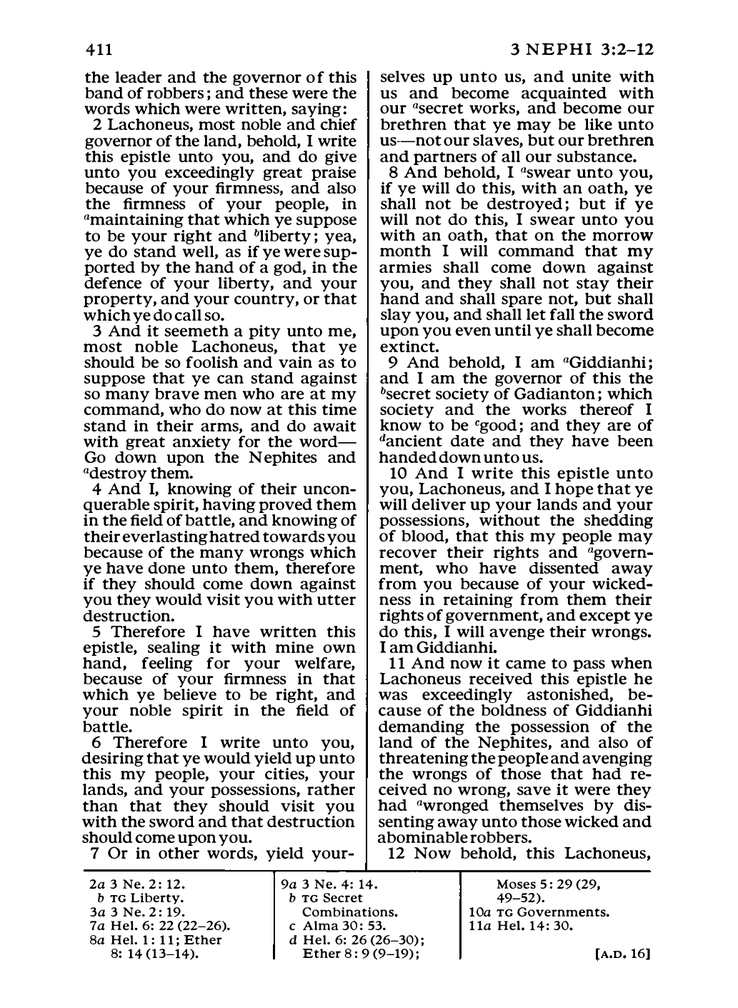 411
3 NEPHI 3:2–12
the leader and the governor of this
band of robbers; and these were the
words which were written, saying:
2 Lachoneus, most noble and chief
governor of the land, behold, I write
this epistle unto you, and do give
unto you exceedingly great praise
because of your firmness, and also
the firmness of your people, in
ᵃmaintaining that which ye suppose
to be your right and ᵇliberty; yea,
ye do stand well, as if ye were sup-
ported by the hand of a god, in the
defence of your liberty, and your
property, and your country, or that
which ye do call so.
3 And it seemeth a pity unto me,
most noble Lachoneus, that ye
should be so foolish and vain as to
suppose that ye can stand against
so many brave men who are at my
command, who do now at this time
stand in their arms, and do await
with great anxiety for the word—
Go down upon the Nephites and
ᵃdestroy them.
4 And I, knowing of their uncon-
querable spirit, having proved them
in the field of battle, and knowing of
their everlasting hatred towards you
because of the many wrongs which
ye have done unto them, therefore
if they should come down against
you they would visit you with utter
destruction.
5 Therefore I have written this
epistle, sealing it with mine own
hand, feeling for your welfare,
because of your firmness in that
which ye believe to be right, and
your noble spirit in the field of
battle.
6 Therefore I write unto you,
desiring that ye would yield up unto
this my people, your cities, your
lands, and your possessions, rather
than that they should visit you
with the sword and that destruction
should come upon you.
7 Or in other words, yield your-
selves up unto us, and unite with
us and become acquainted with
our ᵃsecret works, and become our
brethren that ye may be like unto
us—not our slaves, but our brethren
and partners of all our substance.
8 And behold, I ᵃswear unto you,
if ye will do this, with an oath, ye
shall not be destroyed; but if ye
will not do this, I swear unto you
with an oath, that on the morrow
month I will command that my
armies shall come down against
you, and they shall not stay their
hand and shall spare not, but shall
slay you, and shall let fall the sword
upon you even until ye shall become
extinct.
9 And behold, I am ᵃGiddianhi;
and I am the governor of this the
ᵇsecret society of Gadianton; which
society and the works thereof I
know to be ᶜgood; and they are of
ᵈancient date and they have been
handed down unto us.
10 And I write this epistle unto
you, Lachoneus, and I hope that ye
will deliver up your lands and your
possessions, without the shedding
of blood, that this my people may
recover their rights and ᵃgovern-
ment, who have dissented away
from you because of your wicked-
ness in retaining from them their
rights of government, and except ye
do this, I will avenge their wrongs.
I am Giddianhi.
11 And now it came to pass when
Lachoneus received this epistle he
was exceedingly astonished, be-
cause of the boldness of Giddianhi
demanding the possession of the
land of the Nephites, and also of
threatening the people and avenging
the wrongs of those that had re-
ceived no wrong, save it were they
had ᵃwronged themselves by dis-
senting away unto those wicked and
abominable robbers.
12 Now behold, this Lachoneus,
2a 3 Ne. 2: 12.
b TG Liberty.
3a 3 Ne. 2: 19.
7a Hel. 6: 22 (22–26).
8a Hel. 1: 11; Ether
8: 14 (13–14).
9a 3 Ne. 4: 14.
b TG Secret
Combinations.
c Alma 30: 53.
d Hel. 6: 26 (26–30);
Ether 8: 9 (9–19);
Moses 5: 29 (29,
49–52).
10a TG Governments.
11a Hel. 14: 30.
[A.D. 16]